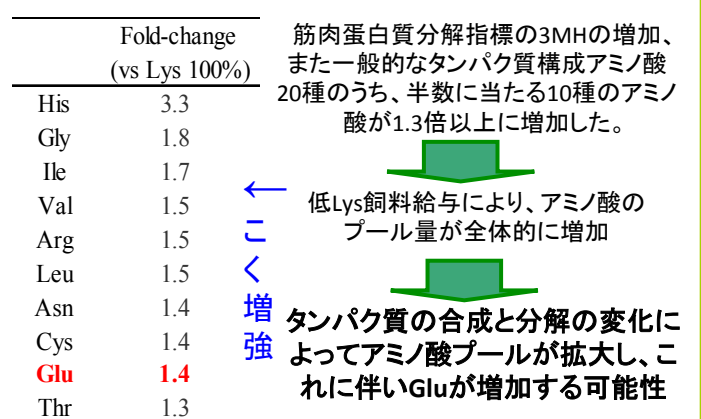 Fold-change
(vs Lys 100%)
His 3.3
Gly 1.8
Ile 1.7
Val 1.5
Arg 1.5
Leu 1.5
Asn 1.4
Cys 1.4
Glu 1.4
Thr 1.3
←こく増強
筋肉蛋白質分解指標の3MHの増加、
また一般的なタンパク質構成アミノ酸
20種のうち、半数に当たる10種のアミノ
酸が1.3倍以上に増加した。
低Lys飼料給与により、アミノ酸の
プール量が全体的に増加
タンパク質の合成と分解の変化に
よってアミノ酸プールが拡大し、こ
れに伴いGluが増加する可能性